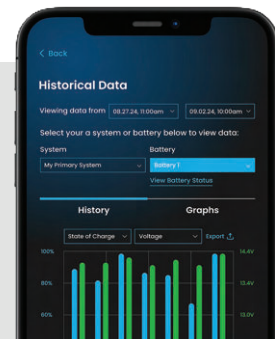 < Back
Historical Data
Viewing data from 08.27.24, 11:00am 09.02.24, 10:00am
Select your a system or battery below to view data:
System Battery
My Primary System Battery 1
View Battery Status
History Graphs
State of Charge Voltage Export
100% 14.4V
80% 13.4V
60% 13.0V